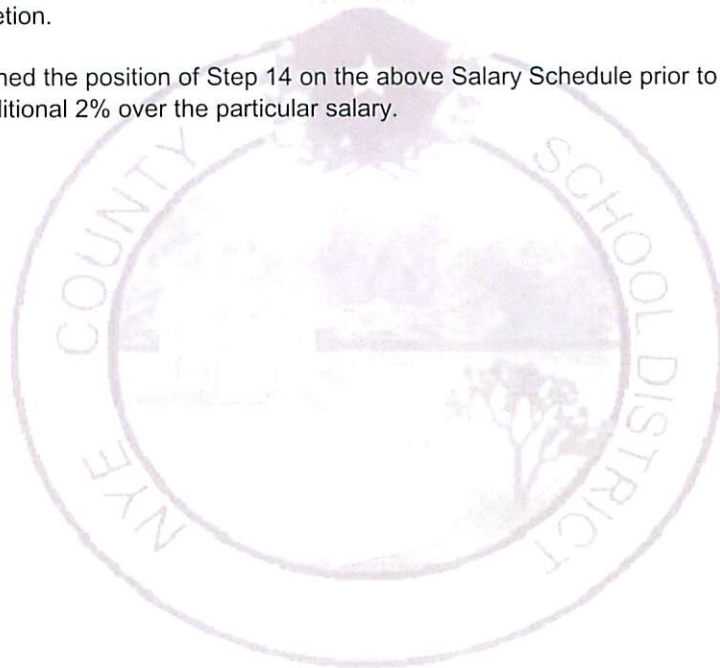 etion.
ned the position of Step 14 on the above Salary Schedule prior to
ditional 2% over the particular salary.
NYE COUNTY SCHOOL DISTRICT